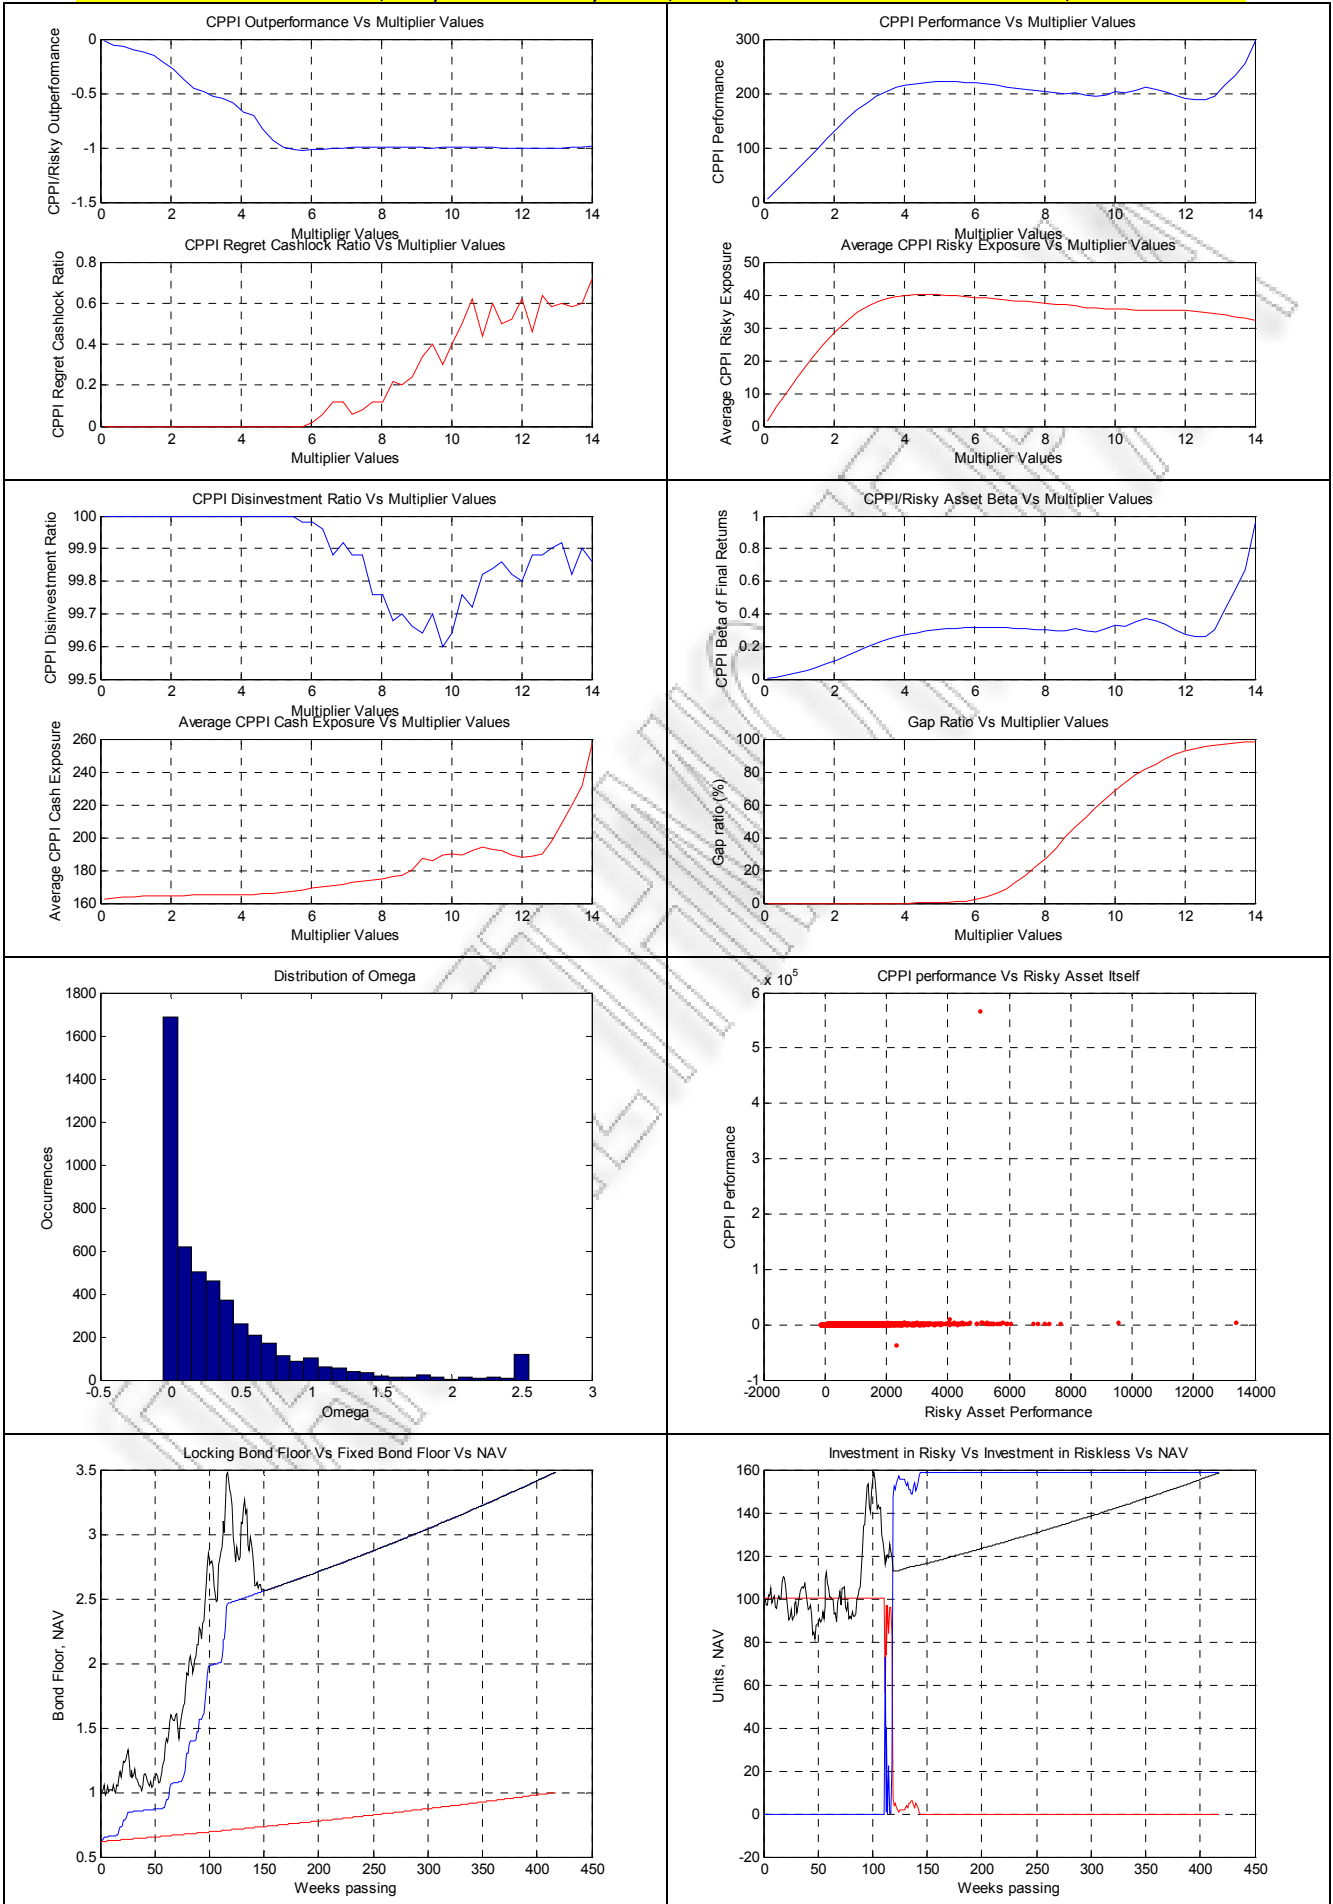 CPPI Outperformance Vs Multiplier Values
CPPI/Risky Outperformance
0
-0.5
-1
-1.5
0 2 4 6 8 10 12 14
Multiplier Values
CPPI Regret Cashlock Ratio Vs Multiplier Values
CPPI Regret Cashlock Ratio
0.8
0.6
0.4
0.2
0
0 2 4 6 8 10 12 14
Multiplier Values
CPPI Performance Vs Multiplier Values
CPPI Performance
300
200
100
0
0 2 4 6 8 10 12 14
Multiplier Values
Average CPPI Risky Exposure Vs Multiplier Values
Average CPPI Risky Exposure
50
40
30
20
10
0
0 2 4 6 8 10 12 14
Multiplier Values
CPPI Disinvestment Ratio Vs Multiplier Values
CPPI Disinvestment Ratio
100
99.9
99.8
99.7
99.6
99.5
0 2 4 6 8 10 12 14
Multiplier Values
Average CPPI Cash Exposure Vs Multiplier Values
Average CPPI Cash Exposure
260
240
220
200
180
160
0 2 4 6 8 10 12 14
Multiplier Values
CPPI/Risky Asset Beta Vs Multiplier Values
CPPI Beta of Final Returns
1
0.8
0.6
0.4
0.2
0
0 2 4 6 8 10 12 14
Gap Ratio Vs Multiplier Values
Gap ratio (%)
100
80
60
40
20
0
0 2 4 6 8 10 12 14
Multiplier Values
Distribution of Omega
Occurrences
1800
1600
1400
1200
1000
800
600
400
200
0
-0.5 0 0.5 1 1.5 2 2.5 3
Omega
CPPI performance Vs Risky Asset Itself
x 10^5
CPPI Performance
6
5
4
3
2
1
0
-1
-2000 0 2000 4000 6000 8000 10000 12000 14000
Risky Asset Performance
Locking Bond Floor Vs Fixed Bond Floor Vs NAV
Bond Floor, NAV
3.5
3
2.5
2
1.5
1
0.5
0 50 100 150 200 250 300 350 400 450
Weeks passing
Investment in Risky Vs Investment in Riskless Vs NAV
Units, NAV
160
140
120
100
80
60
40
20
0
-20
0 50 100 150 200 250 300 350 400 450
Weeks passing